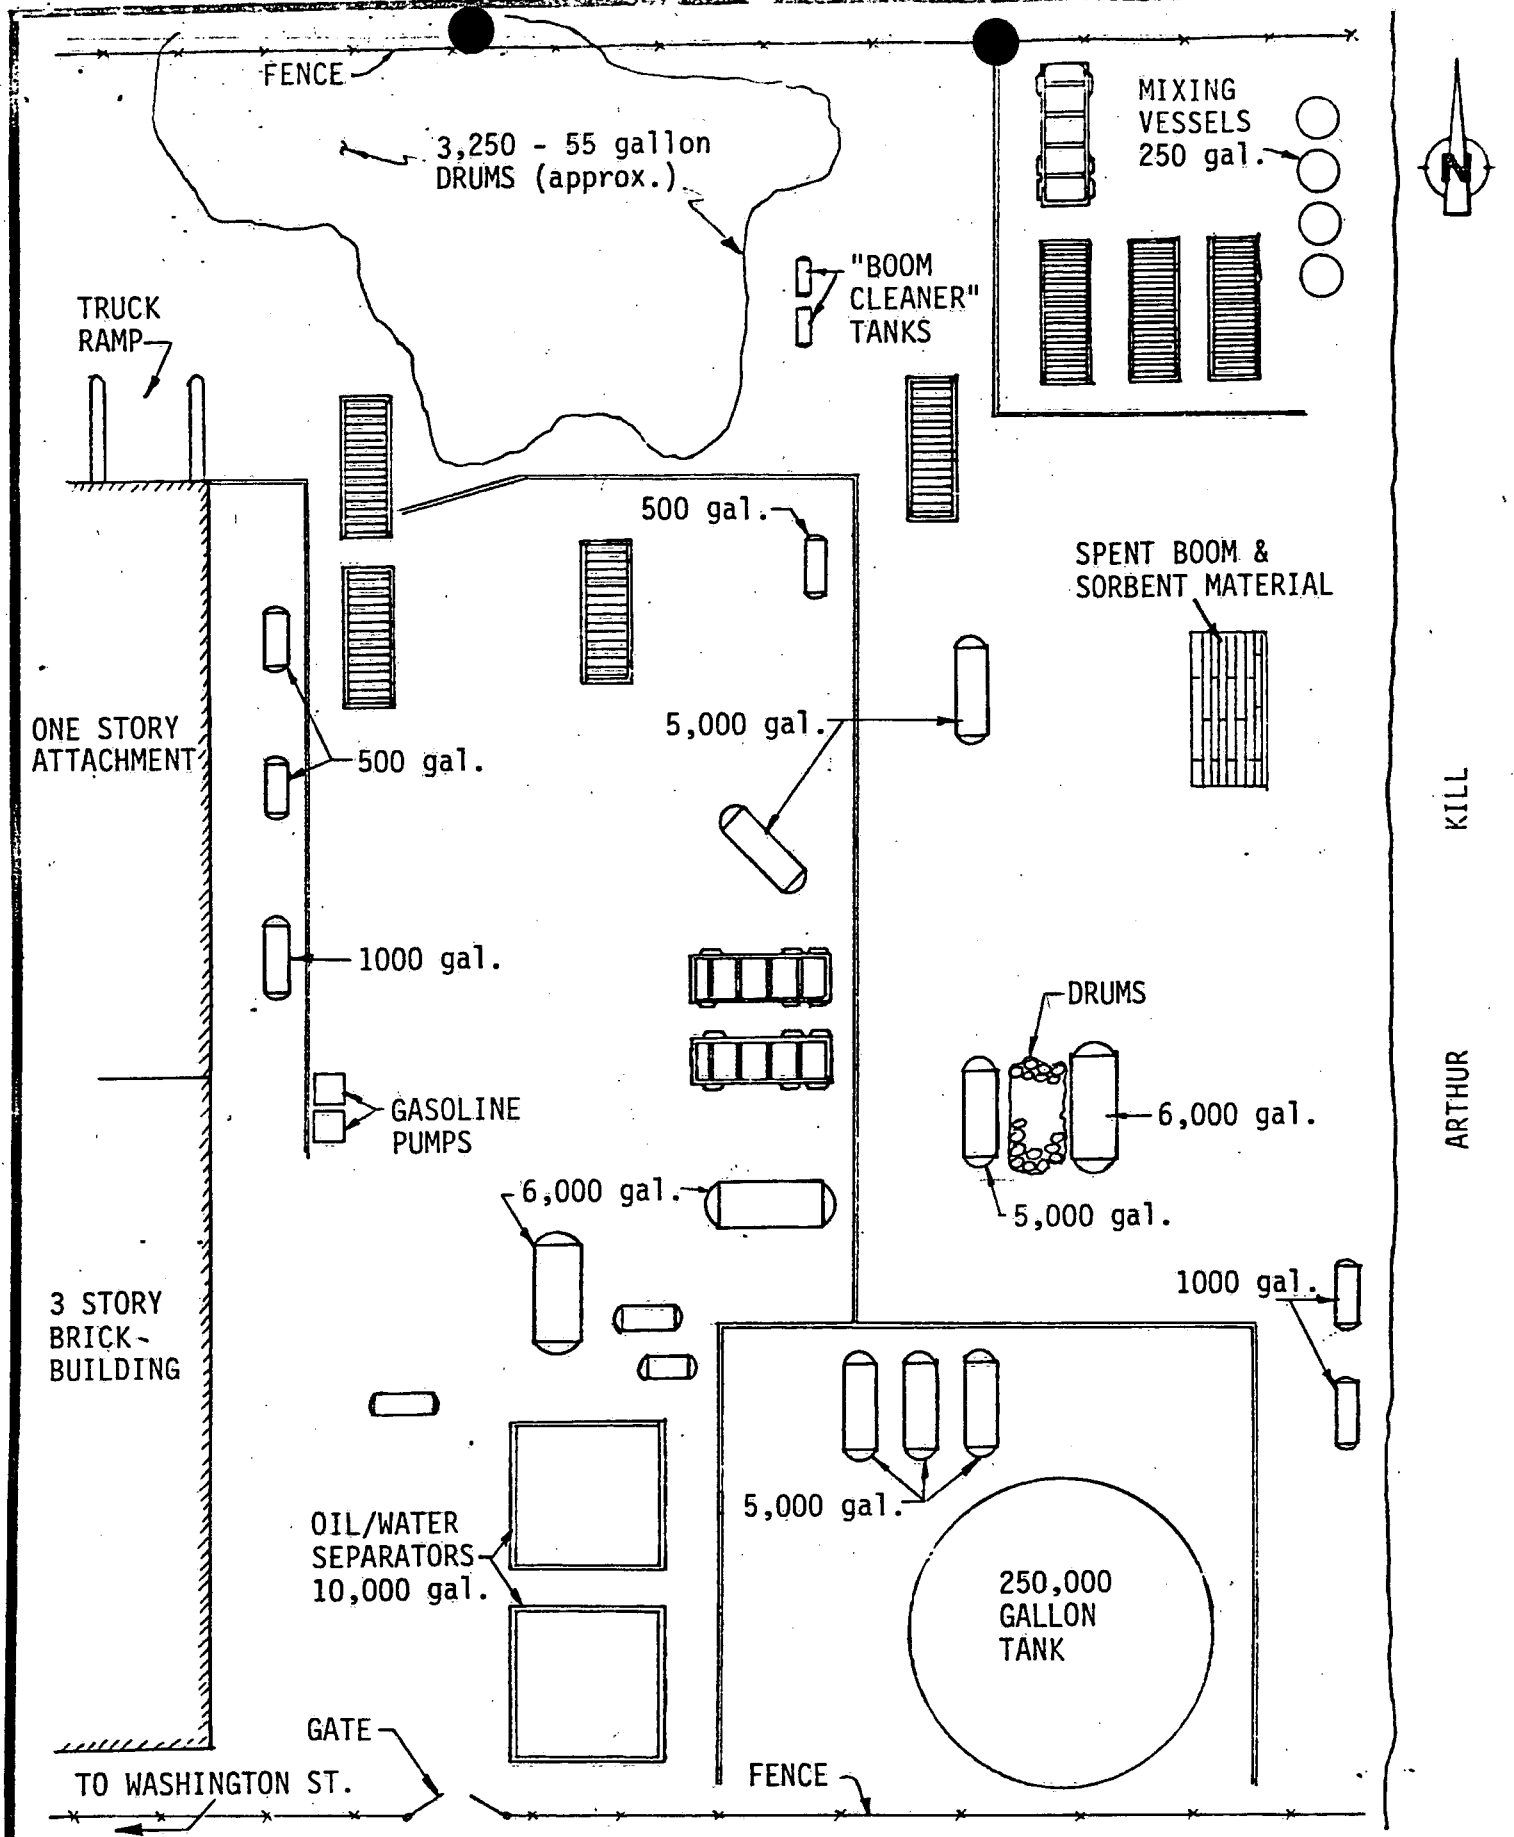 FENCE
3,250 - 55 gallon
DRUMS (approx.)
MIXING
VESSELS
250 gal.
N
"BOOM
CLEANER"
TANKS
TRUCK
RAMP
500 gal.
SPENT BOOM &
SORBENT MATERIAL
5,000 gal.
ONE STORY
ATTACHMENT
500 gal.
KILL
1000 gal.
DRUMS
ARTHUR
GASOLINE
PUMPS
6,000 gal.
6,000 gal.
5,000 gal.
1000 gal.
3 STORY
BRICK
BUILDING
5,000 gal.
OIL/WATER
SEPARATORS
10,000 gal.
250,000
GALLON
TANK
GATE
FENCE
TO WASHINGTON ST.